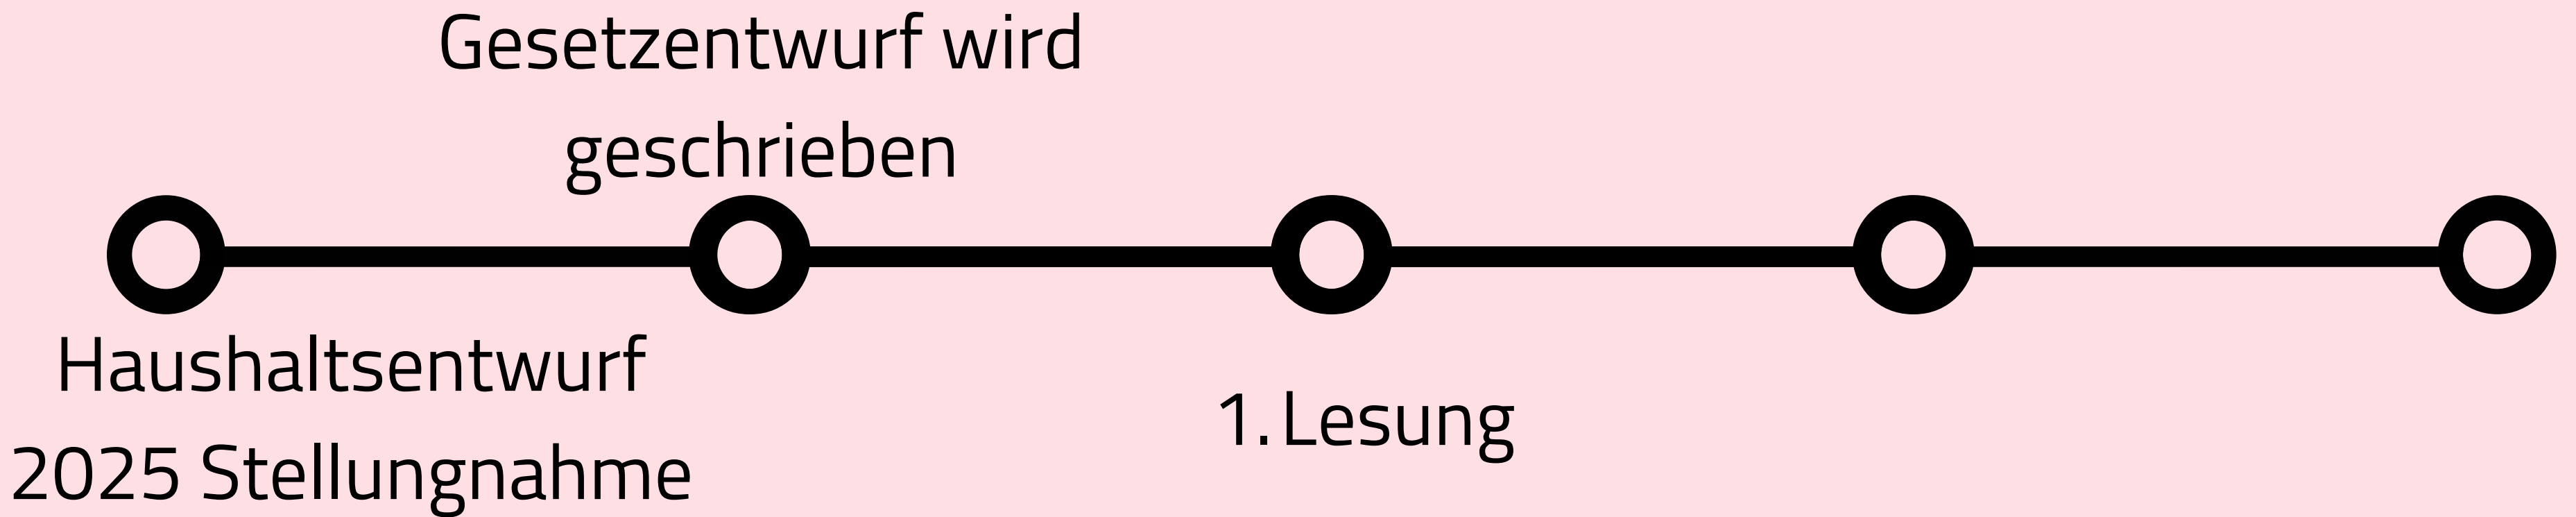 Gesetzentwurf wird
geschrieben
Haushaltsentwurf
2025 Stellungnahme
1. Lesung